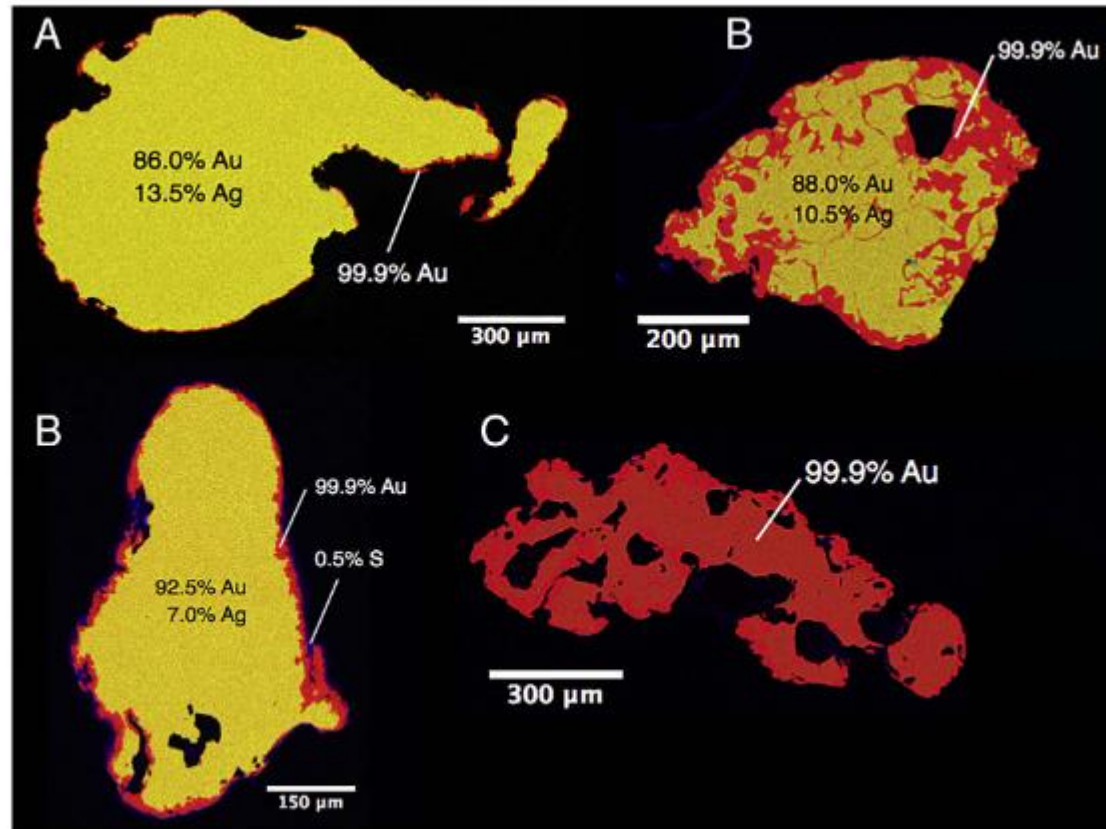 A
86.0% Au
13.5% Ag
99.9% Au
300 µm
B
99.9% Au
88.0% Au
10.5% Ag
200 µm
B
99.9% Au
0.5% S
92.5% Au
7.0% Ag
150 µm
C
99.9% Au
300 µm